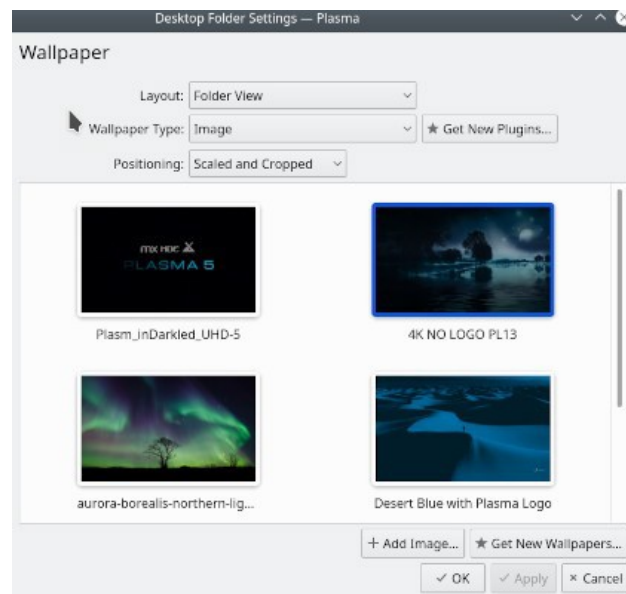 Desktop Folder Settings — Plasma
Wallpaper
Layout: Folder View
Wallpaper Type: Image
★ Get New Plugins...
Positioning: Scaled and Cropped
PLASMA 5
Plasm_inDarkled_UHD-5
4K NO LOGO PL13
aurora-borealis-northern-lig...
Desert Blue with Plasma Logo
+ Add Image...
★ Get New Wallpapers...
✓ OK
✓ Apply
× Cancel